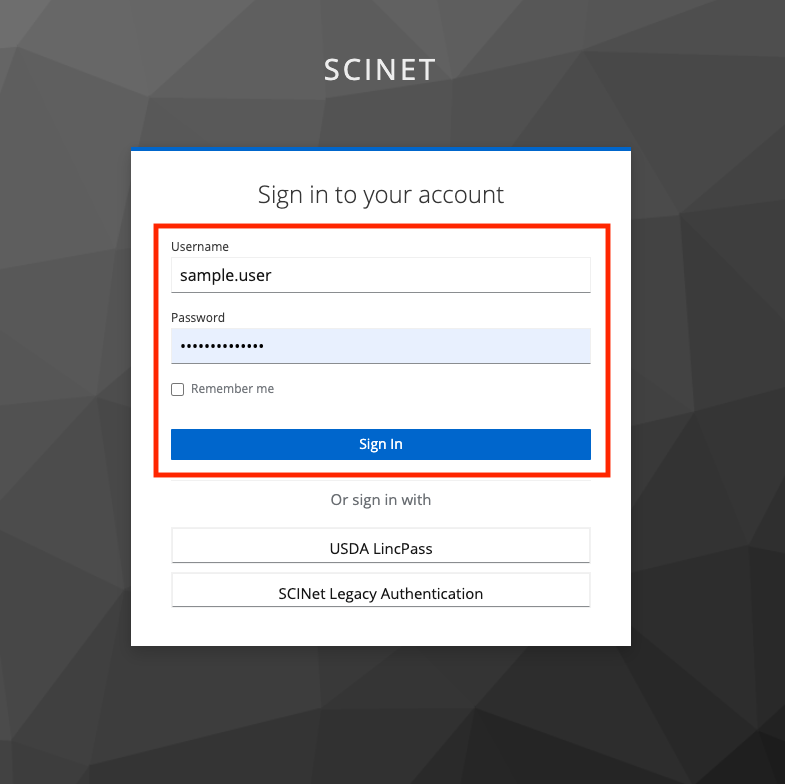 SCINET
Sign in to your account
Username
sample.user
Password
••••••••••••••
Remember me
Sign In
Or sign in with
USDA LincPass
SCINet Legacy Authentication